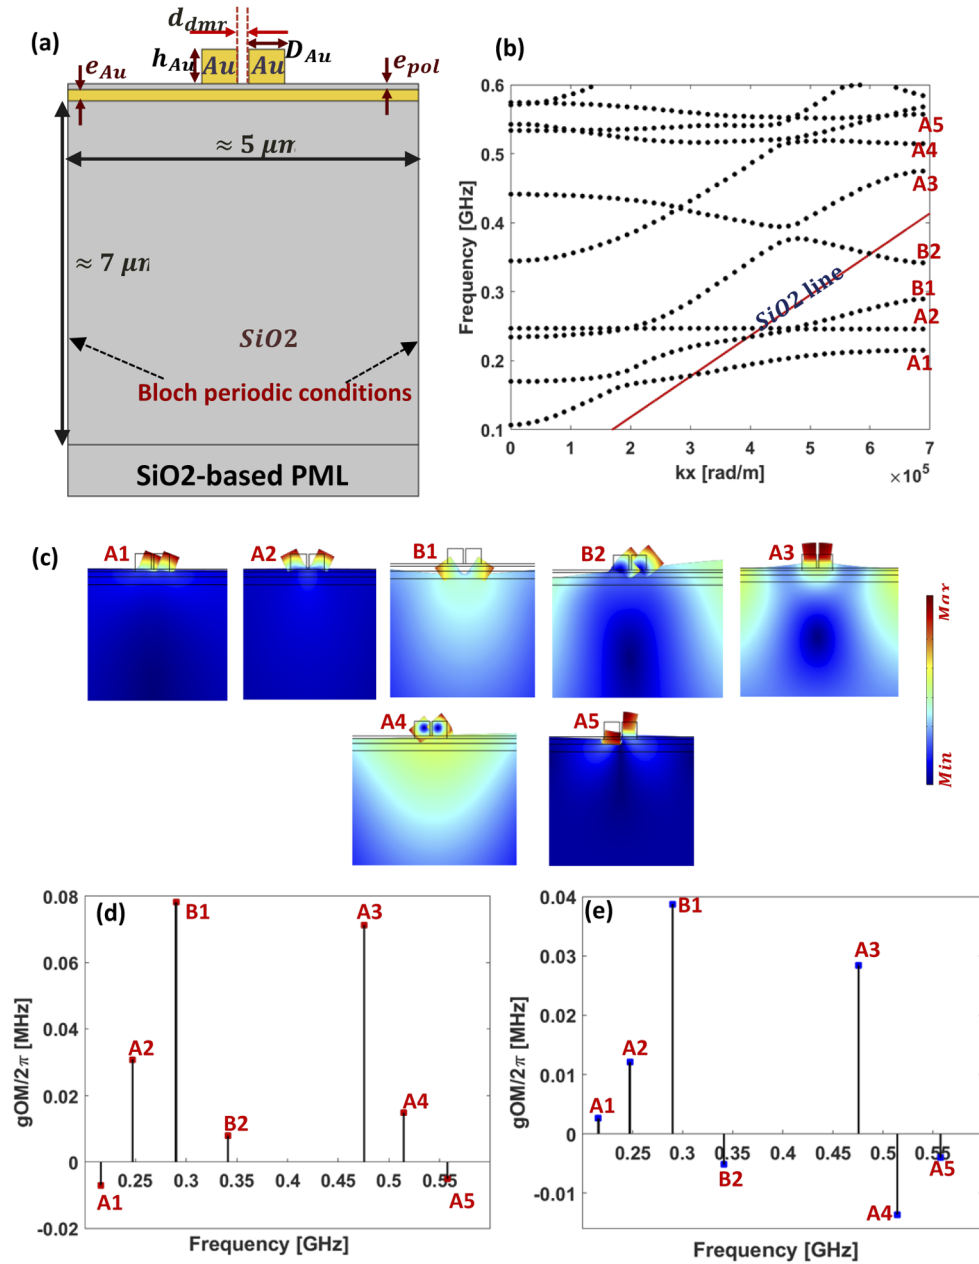 (a)
d_dmr
h_Au
Au
Au
D_Au
e_Au
e_pol
≈ 5 μm
≈ 7 μm
SiO2
Bloch periodic conditions
SiO2-based PML
(b)
0.6
0.5
0.4
0.3
0.2
0.1
Frequency [GHz]
SiO2 line
A5
A4
A3
B2
B1
A2
A1
0 1 2 3 4 5 6 7
kx [rad/m]
×10^5
(c)
A1
A2
B1
B2
A3
A4
A5
Max
Min
(d)
0.08
0.06
0.04
0.02
0
-0.02
gOM/2π [MHz]
A1
A2
B1
B2
A3
A4
A5
0.25 0.3 0.35 0.4 0.45 0.5 0.55
Frequency [GHz]
(e)
0.04
0.03
0.02
0.01
0
-0.01
gOM/2π [MHz]
A1
A2
B1
B2
A3
A4
A5
0.25 0.3 0.35 0.4 0.45 0.5 0.55
Frequency [GHz]